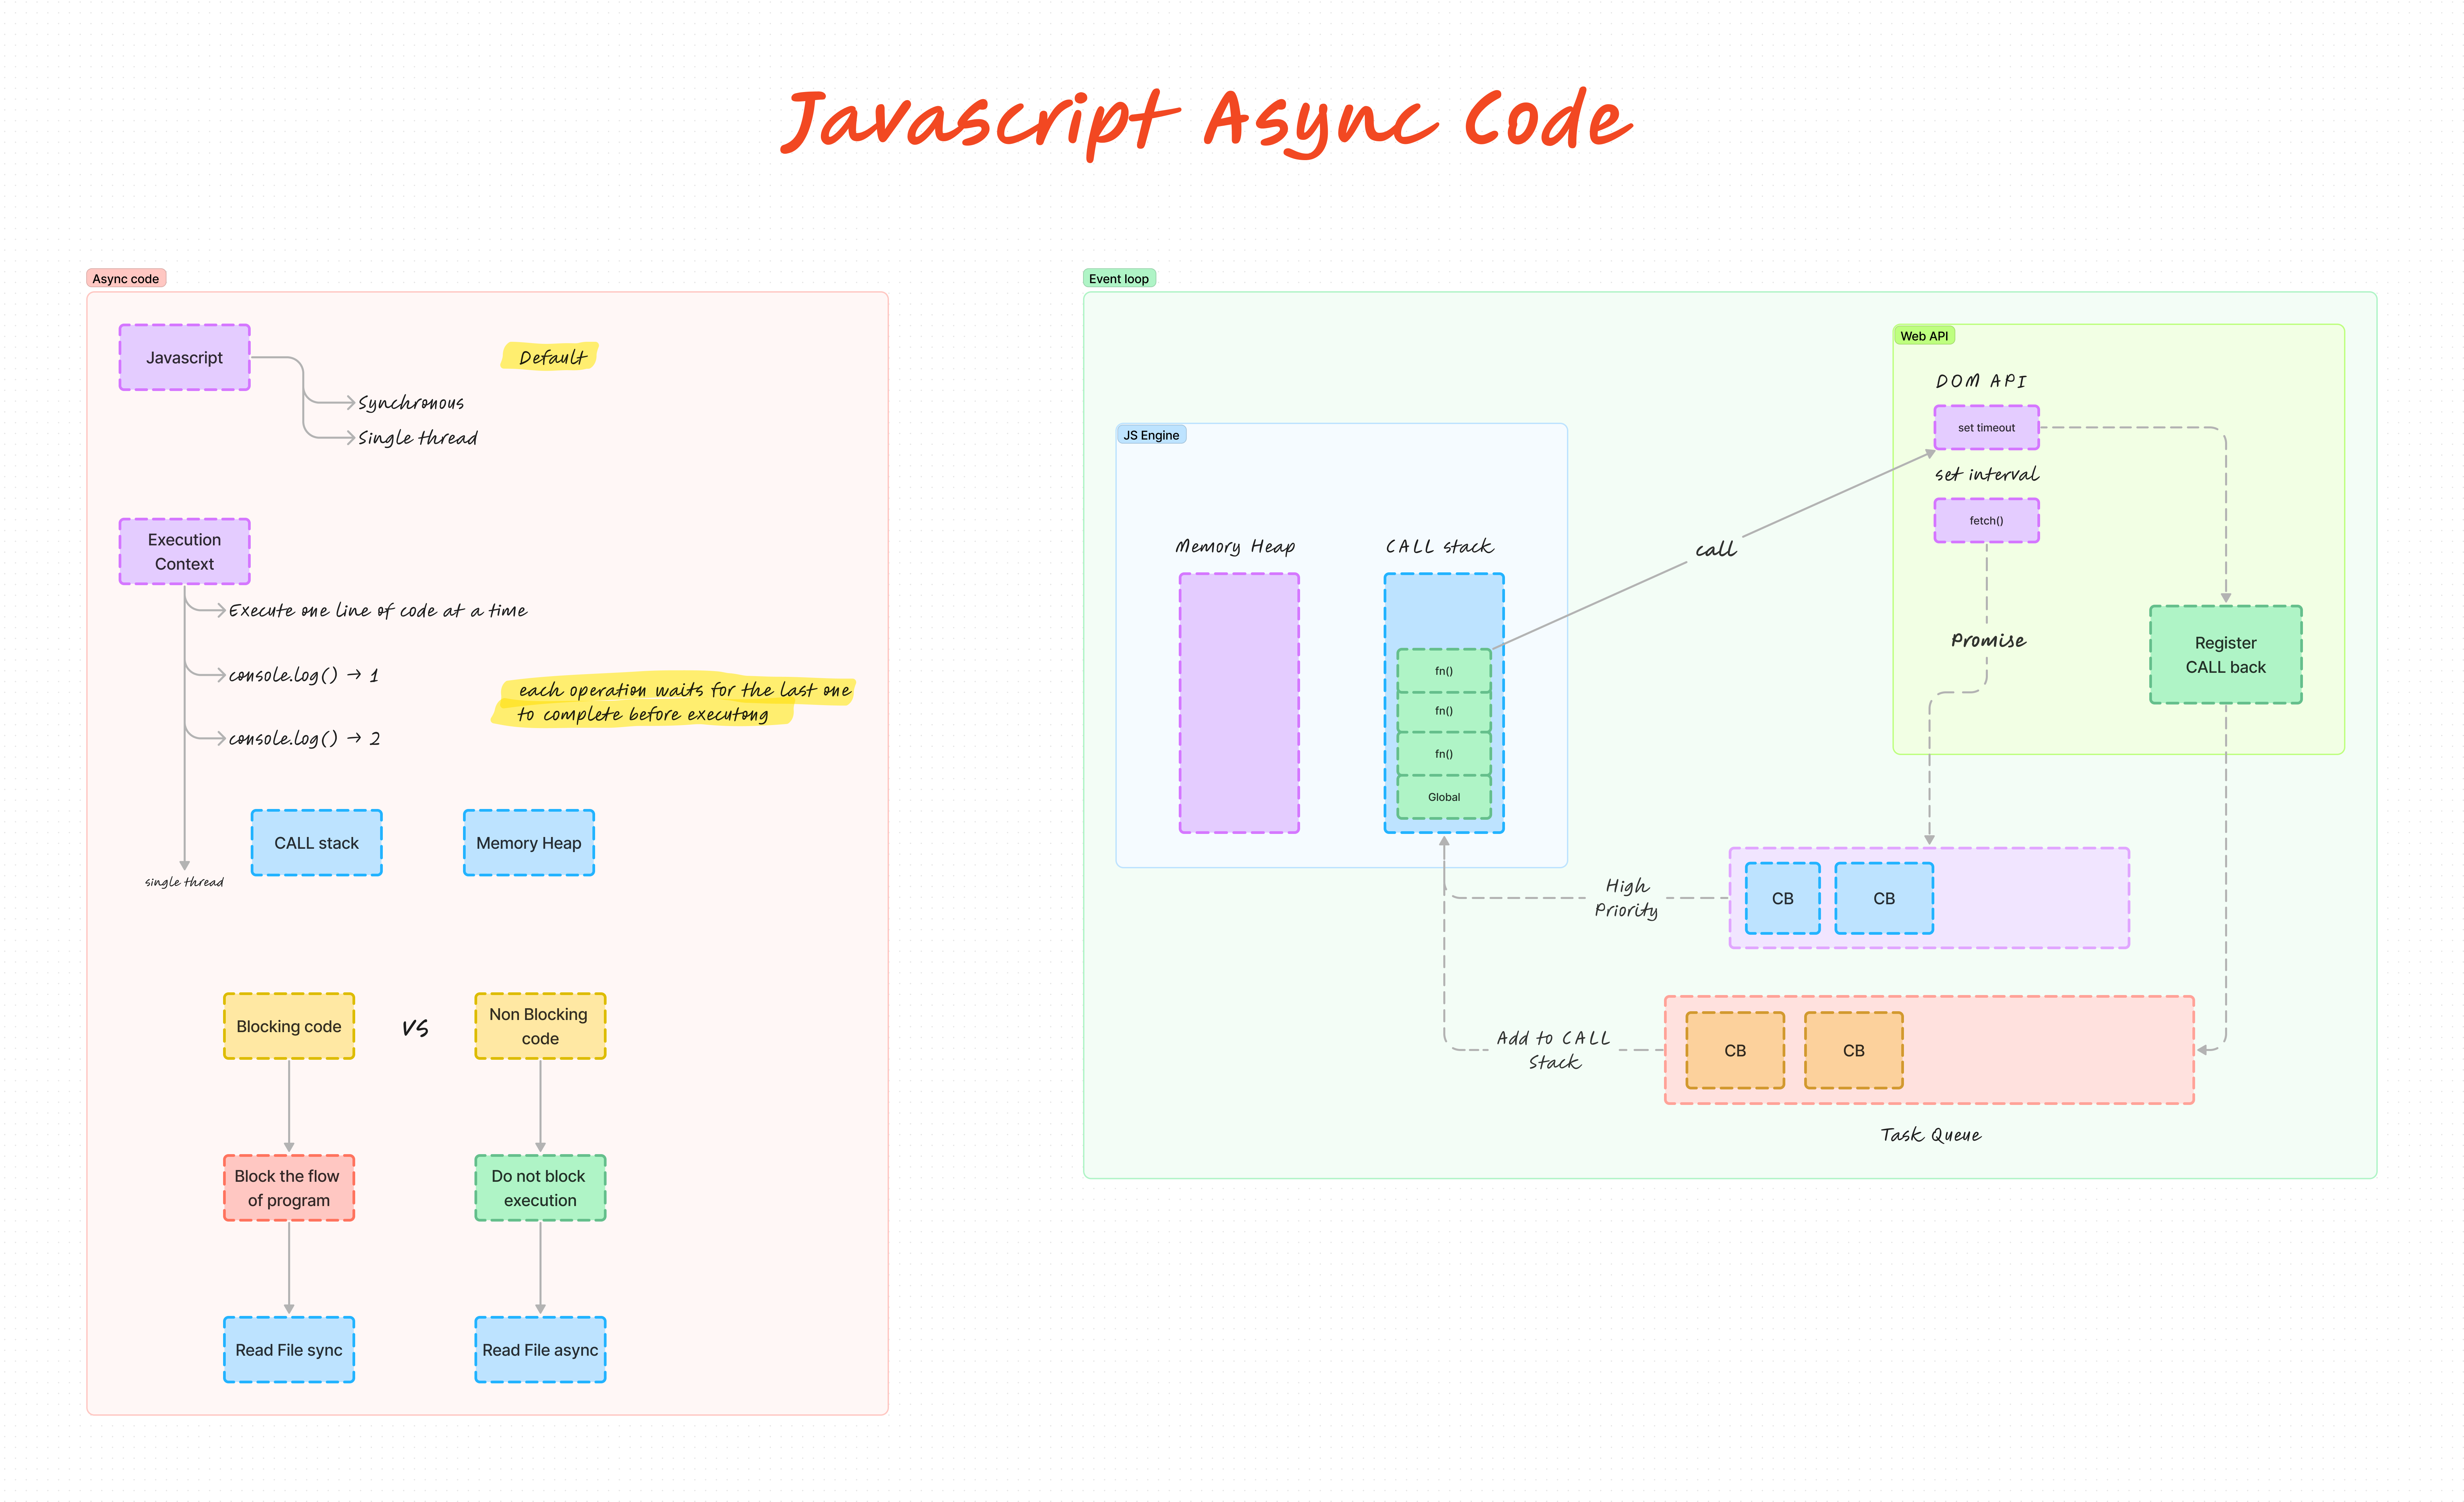 Javascript Async Code
Async code
Javascript
Default
Synchronous
Single thread
Execution
Context
Execute one line of code at a time
console.log() → 1
each operation waits for the last one
to complete before executong
console.log() → 2
CALL stack
Memory Heap
single thread
Blocking code
VS
Non Blocking
code
Block the flow
of program
Do not block
execution
Read File sync
Read File async
Event loop
Web API
DOM API
set timeout
set interval
fetch()
Promise
Register
CALL back
JS Engine
Memory Heap
CALL stack
fn()
fn()
fn()
Global
call
High
Priority
CB
CB
Add to CALL
Stack
CB
CB
Task Queue